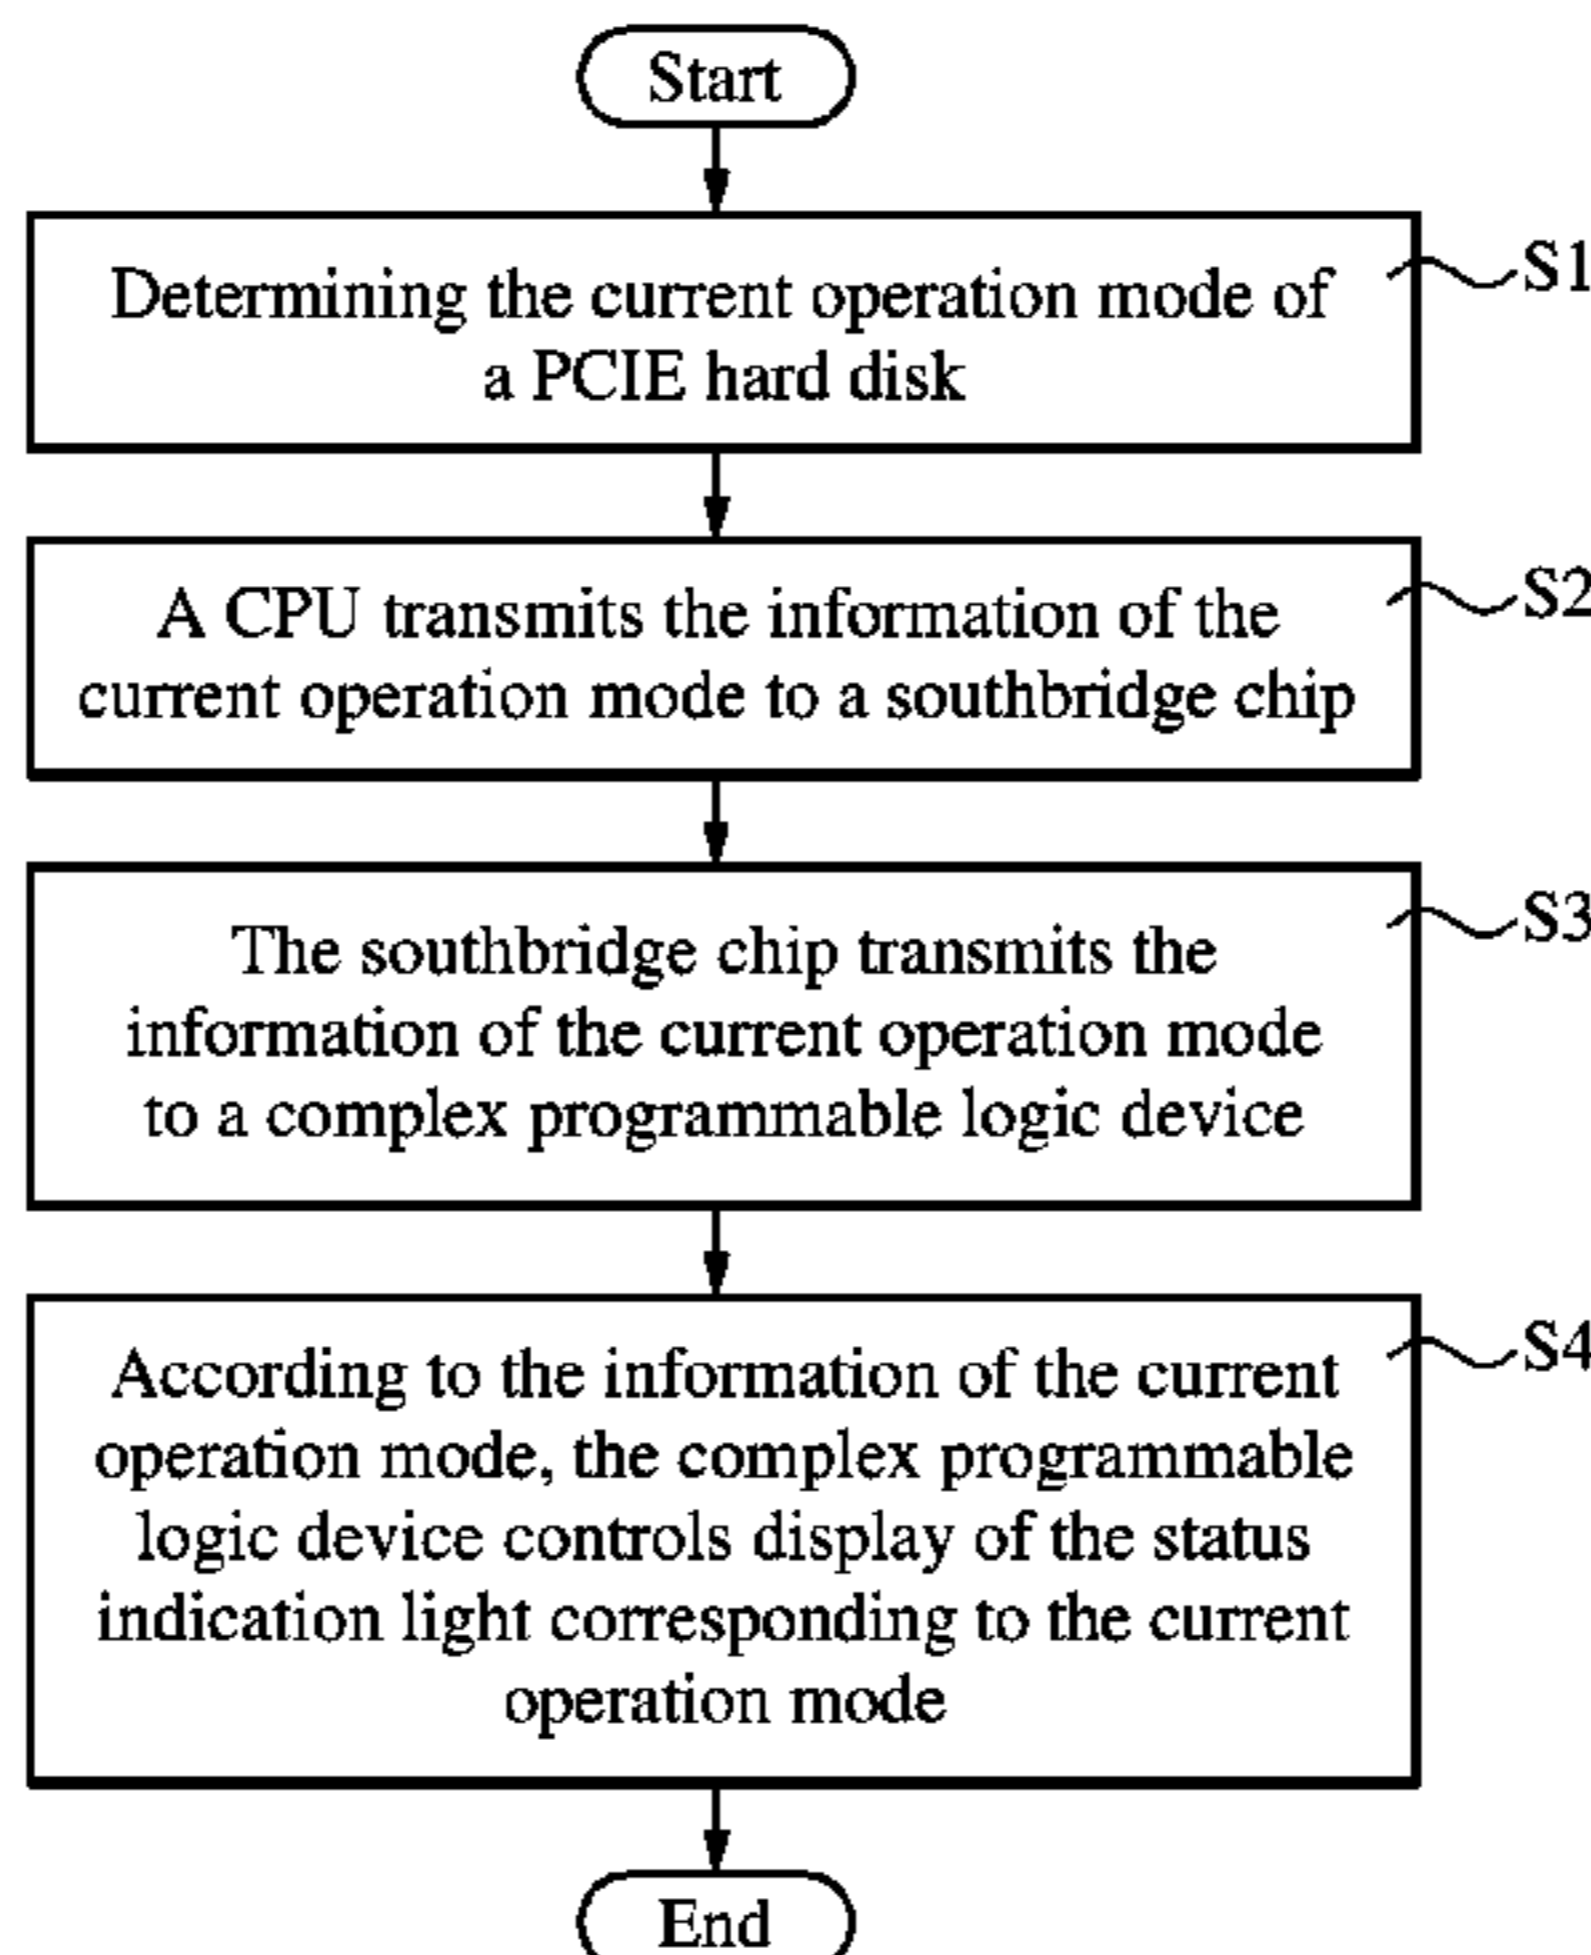 Start
Determining the current operation mode of
a PCIE hard disk
S1
A CPU transmits the information of the
current operation mode to a southbridge chip
S2
The southbridge chip transmits the
information of the current operation mode
to a complex programmable logic device
S3
According to the information of the current
operation mode, the complex programmable
logic device controls display of the status
indication light corresponding to the current
operation mode
S4
End